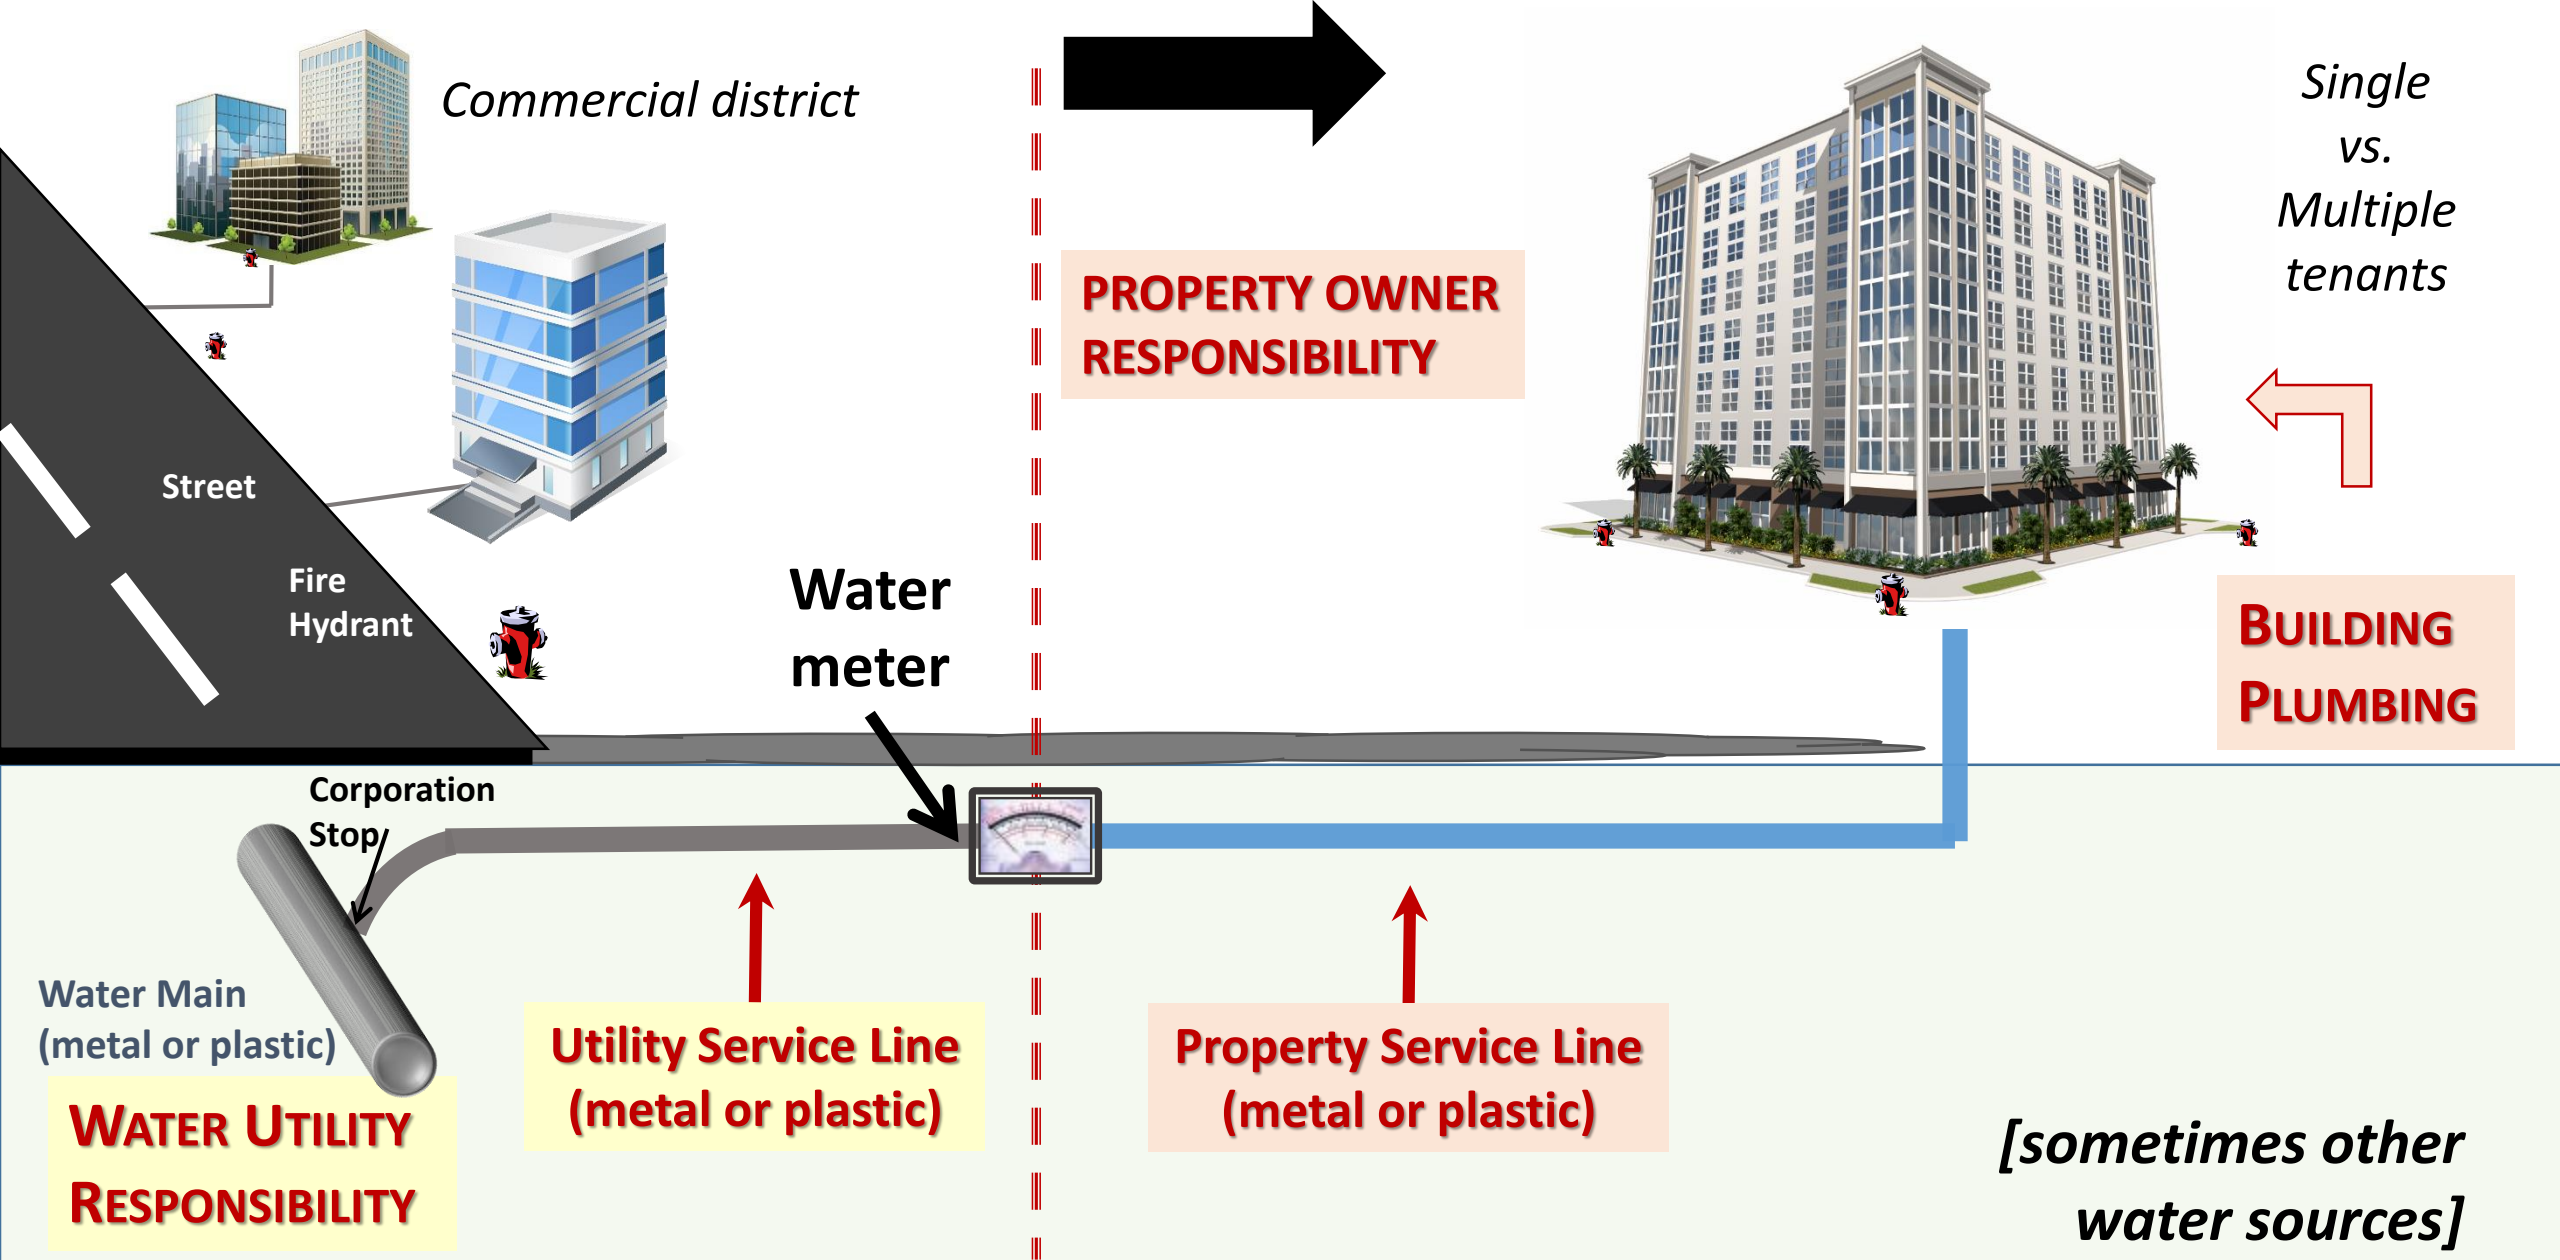 Commercial district
Single
vs.
Multiple
tenants
PROPERTY OWNER
RESPONSIBILITY
Street
Fire
Hydrant
Water
meter
BUILDING
PLUMBING
Corporation
Stop
Water Main
(metal or plastic)
WATER UTILITY
RESPONSIBILITY
Utility Service Line
(metal or plastic)
Property Service Line
(metal or plastic)
[sometimes other
water sources]